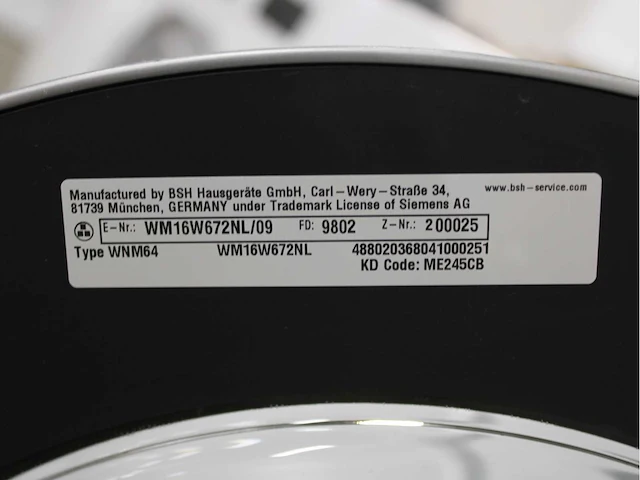 Manufactured by BSH Hausgeräte GmbH, Carl-Wery-Straße 34,
www.bsh-service.com
81739 München, GERMANY under Trademark License of Siemens AG
E-Nr.: WM16W672NL/09 FD: 9802 Z-Nr.: 200025
Type WNM64 WM16W672NL 488020368041000251
KD Code: ME245CB